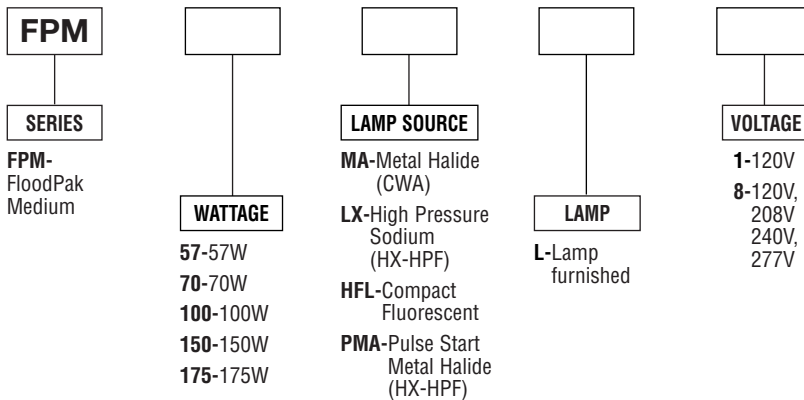 FPM
SERIES
FPM-
FloodPak
Medium
WATTAGE
57-57W
70-70W
100-100W
150-150W
175-175W
LAMP SOURCE
MA-Metal Halide
(CWA)
LX-High Pressure
Sodium
(HX-HPF)
HFL-Compact
Fluorescent
PMA-Pulse Start
Metal Halide
(HX-HPF)
LAMP
L-Lamp
furnished
VOLTAGE
1-120V
8-120V,
208V
240V,
277V